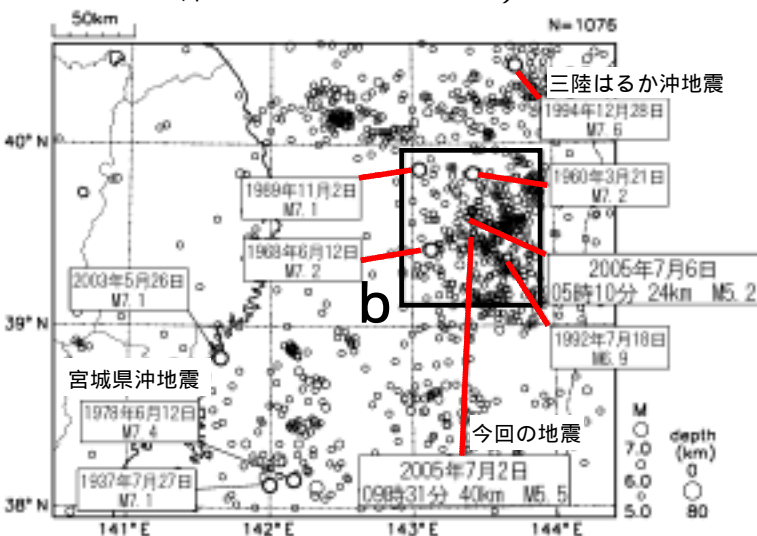 50km
N=1076
三陸はるか沖地震
1994年12月28日
M7.6
40°N
1989年11月2日
M7.1
1960年3月21日
M7.2
1968年6月12日
M7.2
2005年7月6日
05時10分 24km M5.2
2003年5月26日
M7.1
b
39°N
1992年7月18日
M6.9
宮城県沖地震
1978年6月12日
M7.4
今回の地震
2005年7月2日
09時31分 40km M5.5
1937年7月27日
M7.1
M
7.0
6.0
5.0
depth
(km)
0
80
38°N
141°E
142°E
143°E
144°E